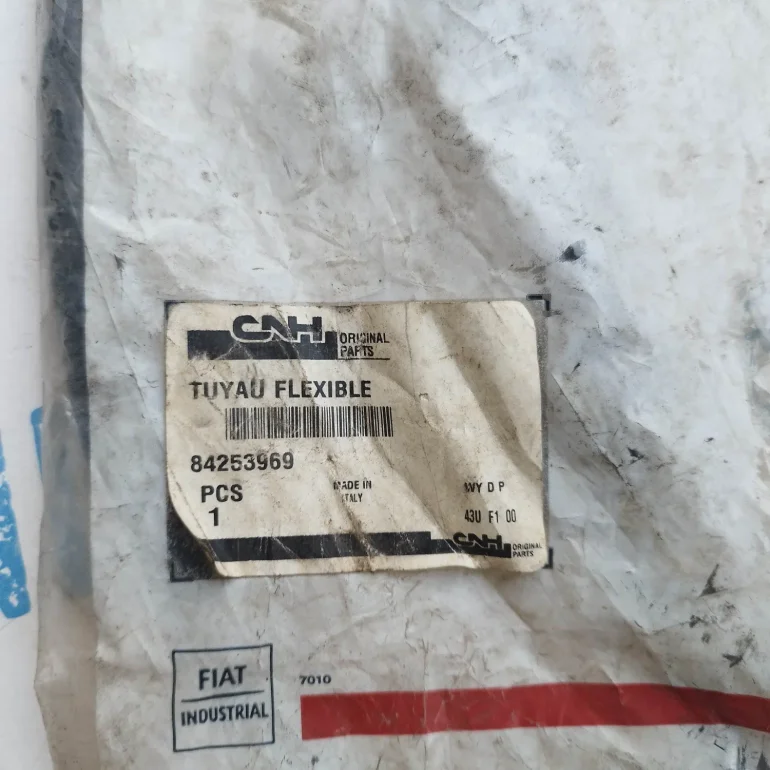 CNH ORIGINAL
PARTS
TUYAU FLEXIBLE
84253969
PCS
1
MADE IN
ITALY
WY D P
43U F1 00
CNH ORIGINAL
PARTS
FIAT
INDUSTRIAL
7010